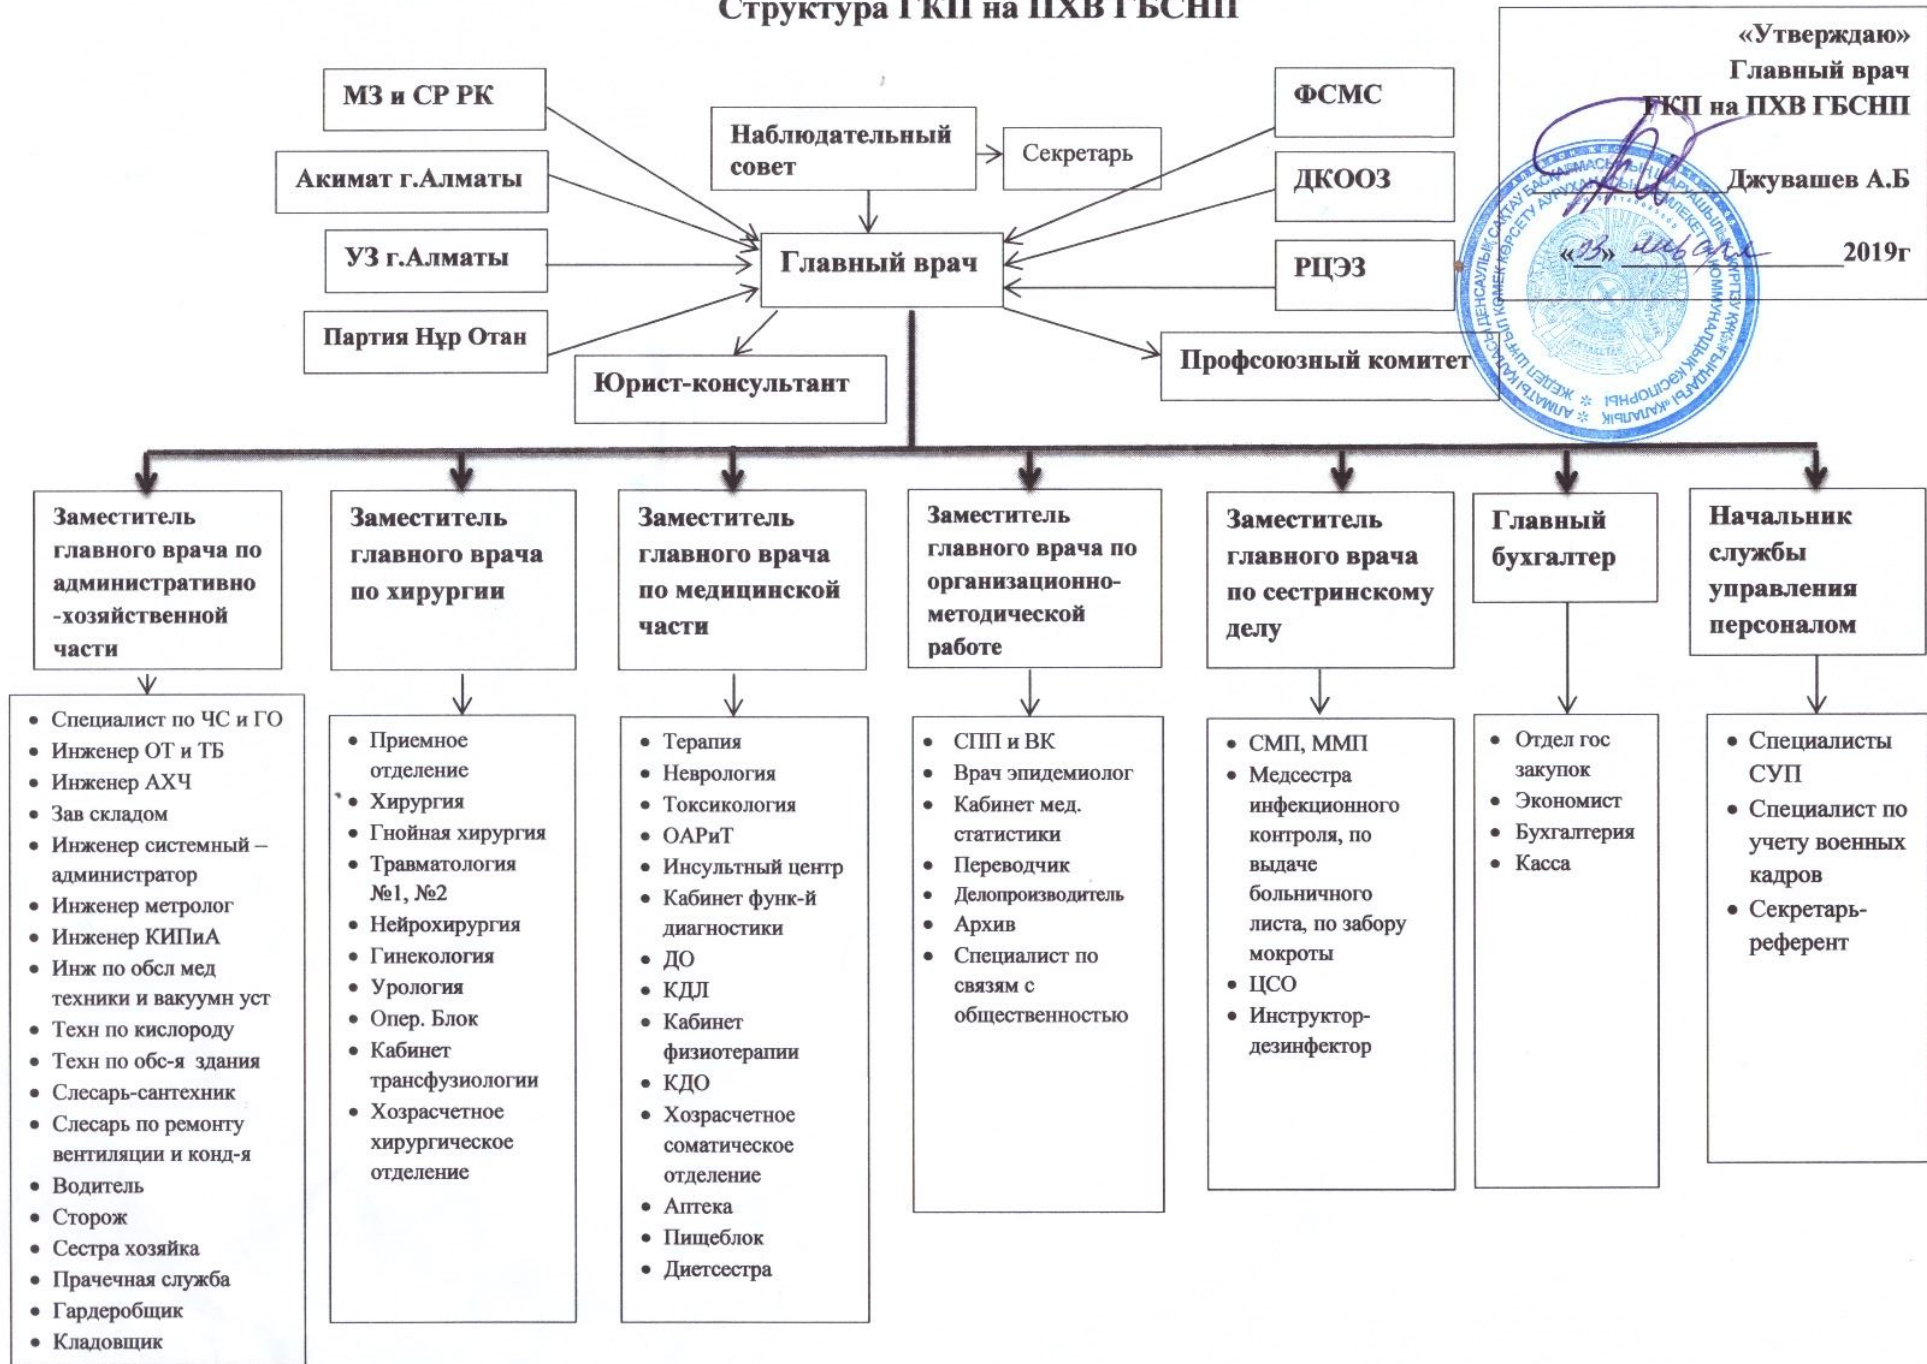 Структура ГКП на ПХВ ГБСНП
«Утверждаю»
Главный врач
ГКП на ПХВ ГБСНП
Джувашев А.Б
«03» января 2019г
МЗ и СР РК
Акимат г.Алматы
УЗ г.Алматы
Партия Нұр Отан
Наблюдательный
совет
Секретарь
ФСМС
ДКООЗ
РЦЭЗ
Главный врач
Юрист-консультант
Профсоюзный комитет
Заместитель
главного врача по
административно
-хозяйственной
части
Заместитель
главного врача
по хирургии
Заместитель
главного врача
по медицинской
части
Заместитель
главного врача по
организационно-
методической
работе
Заместитель
главного врача
по сестринскому
делу
Главный
бухгалтер
Начальник
службы
управления
персоналом
• Специалист по ЧС и ГО
• Инженер ОТ и ТБ
• Инженер АХЧ
• Зав складом
• Инженер системный –
администратор
• Инженер метролог
• Инженер КИПиА
• Инж по обсл мед
техники и вакуумн уст
• Техн по кислороду
• Техн по обс-я здания
• Слесарь-сантехник
• Слесарь по ремонту
вентиляции и конд-я
• Водитель
• Сторож
• Сестра хозяйка
• Прачечная служба
• Гардеробщик
• Кладовщик
• Приемное
отделение
• Хирургия
• Гнойная хирургия
• Травматология
№1, №2
• Нейрохирургия
• Гинекология
• Урология
• Опер. Блок
• Кабинет
трансфузиологии
• Хозрасчетное
хирургическое
отделение
• Терапия
• Неврология
• Токсикология
• ОАРиТ
• Инсультный центр
• Кабинет функ-й
диагностики
• ДО
• КДЛ
• Кабинет
физиотерапии
• КДО
• Хозрасчетное
соматическое
отделение
• Аптека
• Пищеблок
• Диетсестра
• СПП и ВК
• Врач эпидемиолог
• Кабинет мед.
статистики
• Переводчик
• Делопроизводитель
• Архив
• Специалист по
связям с
общественностью
• СМП, ММП
• Медсестра
инфекционного
контроля, по
выдаче
больничного
листа, по забору
мокроты
• ЦСО
• Инструктор-
дезинфектор
• Отдел гос
закупок
• Экономист
• Бухгалтерия
• Касса
• Специалисты
СУП
• Специалист по
учету военных
кадров
• Секретарь-
референт